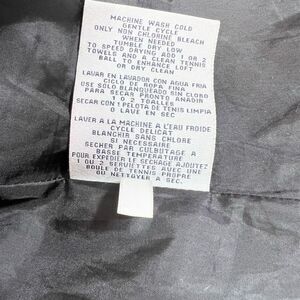 MACHINE WASH COLD
GENTLE CYCLE
ONLY NON CHLORINE BLEACH
WHEN NEEDED
TUMBLE DRY LOW
TO SPEED DRYING ADD 1 OR 2
TOWELS AND A CLEAN TENNIS
BALL TO ENHANCE LOFT
OR DRY CLEAN
LAVAR EN LAVADOR CON AGUA FRIA
CICLO DE ROPA FINA
USE SOLO BLANQUEADO SIN CLORO
PARA SECAR PRONTO ANADIR
1 O 2 TOALLES
SECAR CON 1 PELOTA DE TENIS LIMPIA
O LAVE EN SEC
LAVER A LA MACHINE A L'EAU FROIDE
CYCLE DELICAT
BLANCHIR SANS CHLORE
SI NECESSAIRE
SECHER PAR CULBUTAGE A
BASSE TEMPERATURE
POUR EXPEDIER LE SECHAGE AJOUTEZ
1 OU 2 SERVIETTES AVEC UNE
BOULE DE TENNIS PROPRE
OU NETTOYER A SEC.